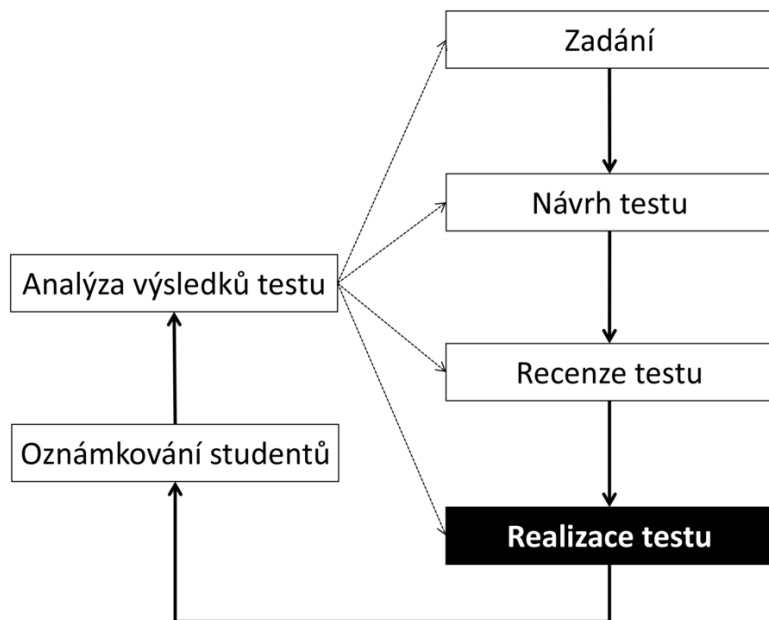 Zadání
Návrh testu
Analýza výsledků testu
Recenze testu
Oznámkování studentů
Realizace testu